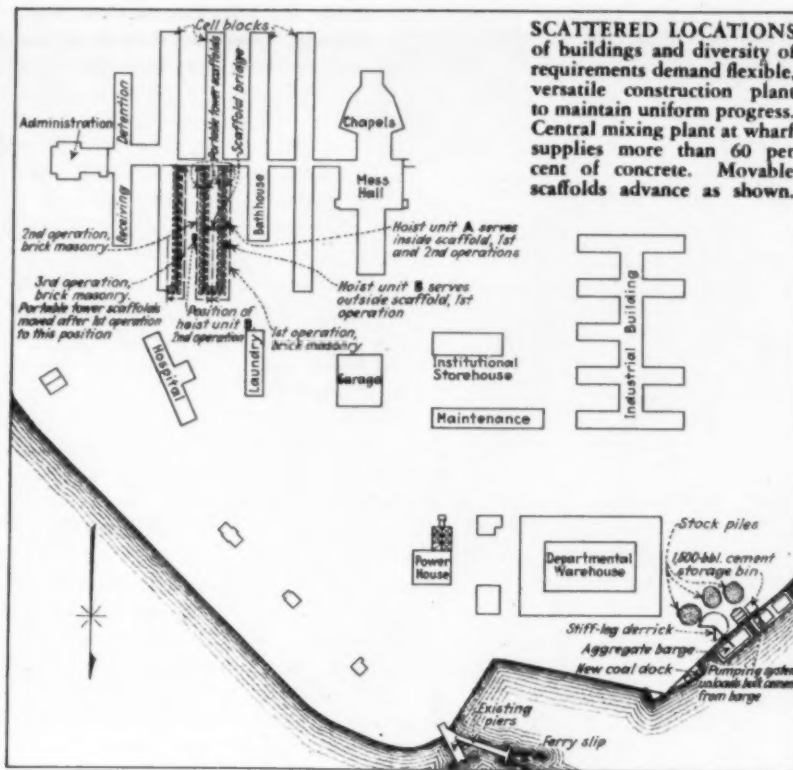 SCATTERED LOCATIONS
of buildings and diversity of
requirements demand flexible,
versatile construction plant
to maintain uniform progress.
Central mixing plant at wharf
supplies more than 60 per
cent of concrete. Movable
scaffolds advance as shown.
Cell blocks
Portable tower scaffolds
Scaffold bridge
Detention
Administration
Receiving
Bathhouse
Chapels
Mess
Hall
2nd operation,
brick masonry
3rd operation,
brick masonry.
Portable tower scaffolds
moved after 1st operation
to this position
Position of
hoist unit B
2nd operation
1st operation,
brick masonry
Hoist unit A serves
inside scaffold, 1st
and 2nd operations
Hoist unit B serves
outside scaffold, 1st
operation
Hospital
Laundry
Garage
Institutional
Storehouse
Maintenance
Industrial Building
Power
House
Departmental
Warehouse
Stock piles
1,800-bbl. cement
storage bin
Stiff-leg derrick
Aggregate barge
New coal dock
Pumping system
unloads bulk cement
from barge
Existing
piers
Ferry slip